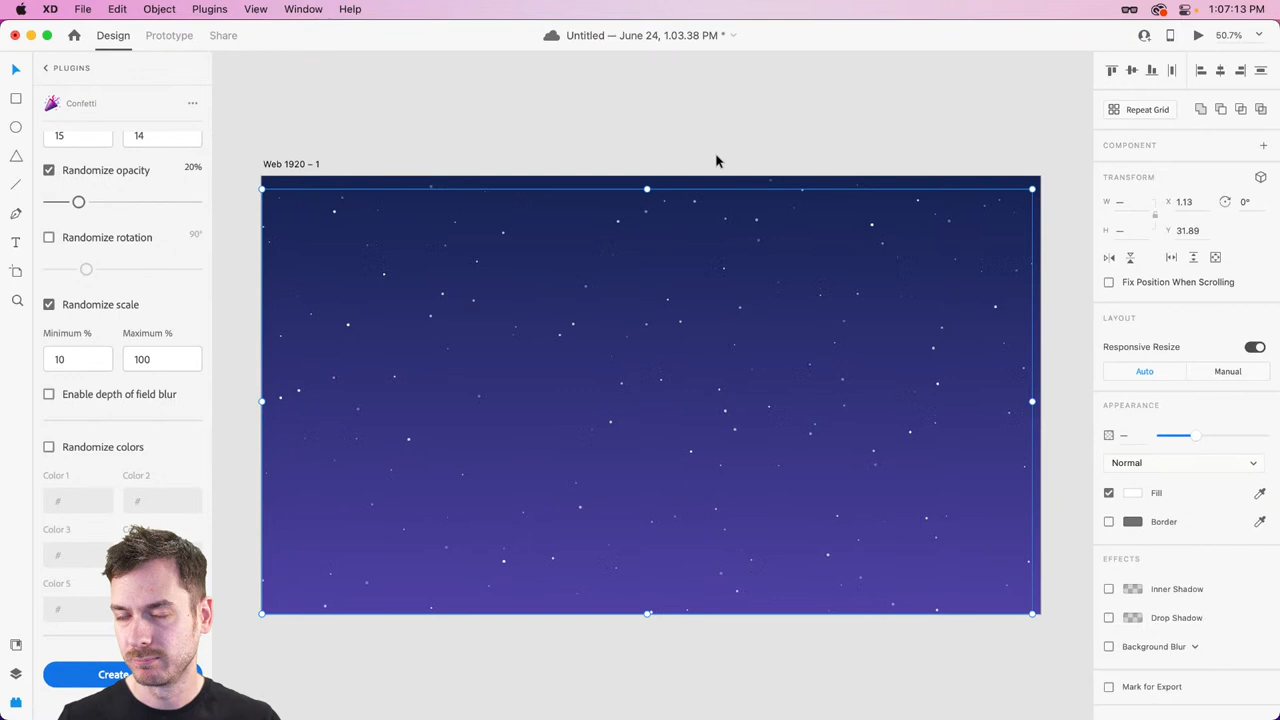 XD File Edit Object Plugins View Window Help 1:07:13 PM
Design Prototype Share Untitled — June 24, 1.03.38 PM * 50.7%
PLUGINS
Confetti
15 14
Randomize opacity 20%
Randomize rotation 90°
Randomize scale
Minimum % Maximum %
10 100
Enable depth of field blur
Randomize colors
Color 1 Color 2
# #
Color 3
#
Color 5
#
Create
Web 1920 – 1
Repeat Grid
COMPONENT
TRANSFORM
W — X 1.13 0°
H — Y 31.89
Fix Position When Scrolling
LAYOUT
Responsive Resize
Auto Manual
APPEARANCE
—
Normal
Fill
Border
EFFECTS
Inner Shadow
Drop Shadow
Background Blur
Mark for Export